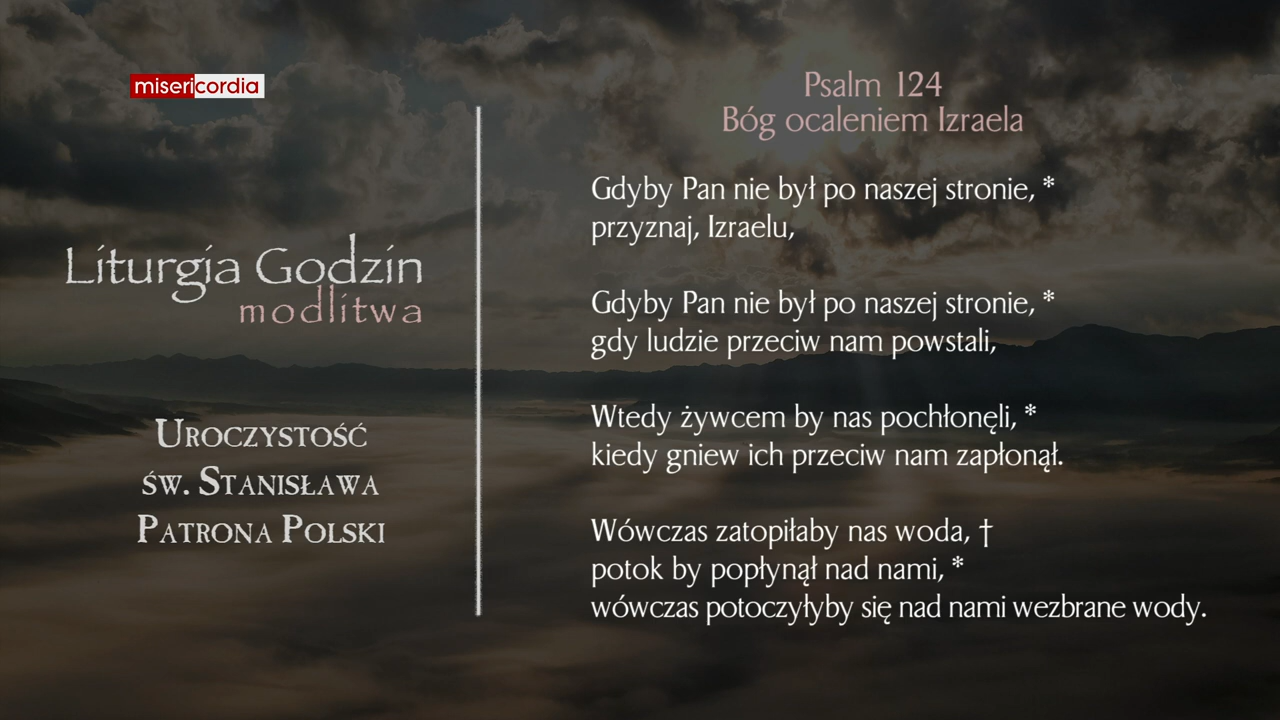 misericordia
Liturgia Godzin
modlitwa
Uroczystość
św. Stanisława
Patrona Polski
Psalm 124
Bóg ocaleniem Izraela
Gdyby Pan nie był po naszej stronie, *
przyznaj, Izraelu,
Gdyby Pan nie był po naszej stronie, *
gdy ludzie przeciw nam powstali,
Wtedy żywcem by nas pochłonęli, *
kiedy gniew ich przeciw nam zapłonął.
Wówczas zatopiłaby nas woda, †
potok by popłynął nad nami, *
wówczas potoczyłyby się nad nami wezbrane wody.